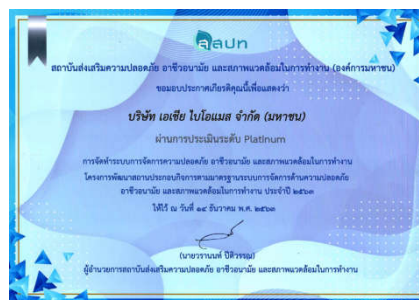 สสปท
สถาบันส่งเสริมความปลอดภัย อาชีวอนามัย และสภาพแวดล้อมในการทำงาน (องค์การมหาชน)
ขอมอบประกาศเกียรติคุณนี้เพื่อแสดงว่า
บริษัท เอเชีย ไบโอแมส จำกัด (มหาชน)
ผ่านการประเมินระดับ Platinum
การจัดทำระบบการจัดการความปลอดภัย อาชีวอนามัย และสภาพแวดล้อมในการทำงาน
โครงการพัฒนาสถานประกอบกิจการตามมาตรฐานระบบการจัดการด้านความปลอดภัย
อาชีวอนามัย และสภาพแวดล้อมในการทำงาน ประจำปี ๒๕๖๓
ให้ไว้ ณ วันที่ ๑๔ ธันวาคม พ.ศ. ๒๕๖๓
(นายวรานนท์ ปีติวรรณ)
ผู้อำนวยการสถาบันส่งเสริมความปลอดภัย อาชีวอนามัย และสภาพแวดล้อมในการทำงาน